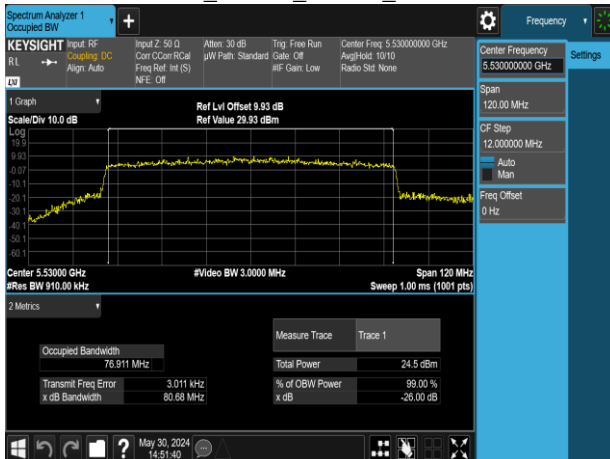 Spectrum Analyzer 1
Occupied BW
Frequency
KEYSIGHT
RL
LXI
Input: RF
Coupling: DC
Align: Auto
Input Z: 50 Ω
Corr CCorr RCal
Freq Ref: Int (S)
NFE: Off
Atten: 30 dB
µW Path: Standard
Trig: Free Run
Gate: Off
#IF Gain: Low
Center Freq: 5.530000000 GHz
Avg|Hold: 10/10
Radio Std: None
Center Frequency
5.530000000 GHz
Settings
Span
120.00 MHz
CF Step
12.000000 MHz
Auto
Man
Freq Offset
0 Hz
1 Graph
Scale/Div 10.0 dB
Ref Lvl Offset 9.93 dB
Ref Value 29.93 dBm
Log
19.9
9.93
-0.07
-10.1
-20.1
-30.1
-40.1
-50.1
-60.1
Center 5.53000 GHz
#Video BW 3.0000 MHz
Span 120 MHz
#Res BW 910.00 kHz
Sweep 1.00 ms (1001 pts)
2 Metrics
Measure Trace
Trace 1
Occupied Bandwidth
76.911 MHz
Total Power
24.5 dBm
Transmit Freq Error
3.011 kHz
% of OBW Power
99.00 %
x dB Bandwidth
80.68 MHz
x dB
-26.00 dB
May 30, 2024
14:51:40